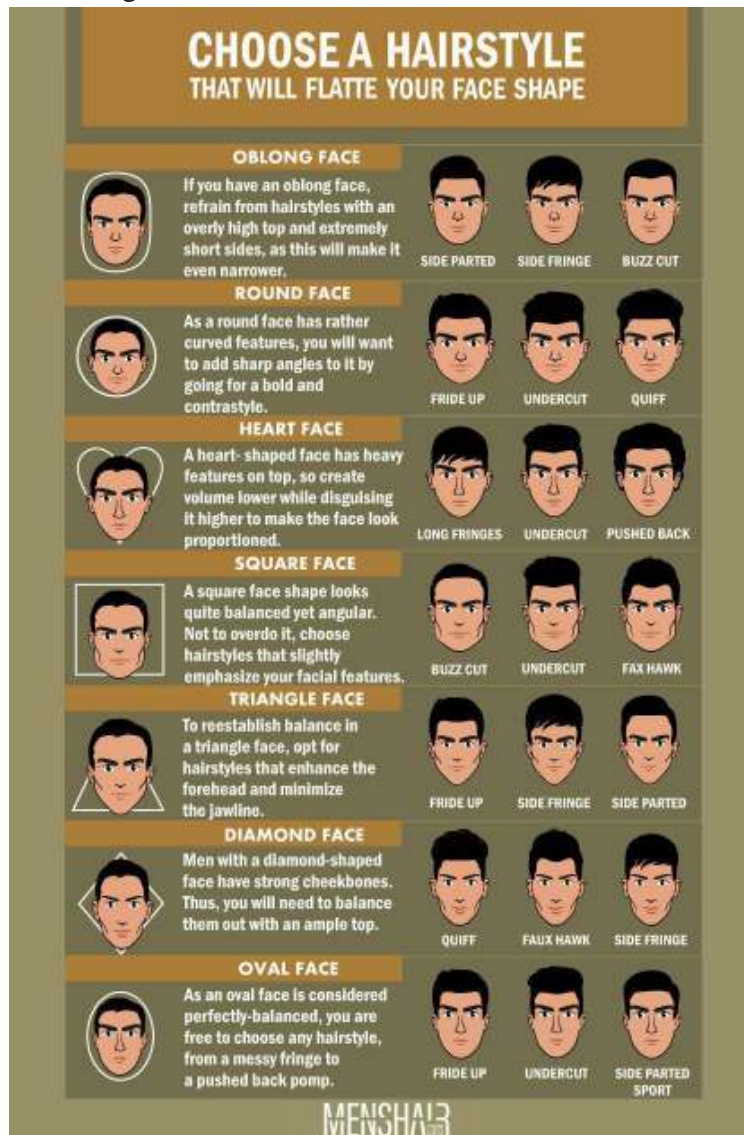 CHOOSE A HAIRSTYLE
THAT WILL FLATTE YOUR FACE SHAPE
OBLONG FACE
If you have an oblong face,
refrain from hairstyles with an
overly high top and extremely
short sides, as this will make it
even narrower.
SIDE PARTED
SIDE FRINGE
BUZZ CUT
ROUND FACE
As a round face has rather
curved features, you will want
to add sharp angles to it by
going for a bold and
contrastyle.
FRIDE UP
UNDERCUT
QUIFF
HEART FACE
A heart- shaped face has heavy
features on top, so create
volume lower while disguising
it higher to make the face look
proportioned.
LONG FRINGES
UNDERCUT
PUSHED BACK
SQUARE FACE
A square face shape looks
quite balanced yet angular.
Not to overdo it, choose
hairstyles that slightly
emphasize your facial features.
BUZZ CUT
UNDERCUT
FAX HAWK
TRIANGLE FACE
To reestablish balance in
a triangle face, opt for
hairstyles that enhance the
forehead and minimize
the jawline.
FRIDE UP
SIDE FRINGE
SIDE PARTED
DIAMOND FACE
Men with a diamond-shaped
face have strong cheekbones.
Thus, you will need to balance
them out with an ample top.
QUIFF
FAUX HAWK
SIDE FRINGE
OVAL FACE
As an oval face is considered
perfectly-balanced, you are
free to choose any hairstyle,
from a messy fringe to
a pushed back pomp.
FRIDE UP
UNDERCUT
SIDE PARTED
SPORT
MENSHAIR